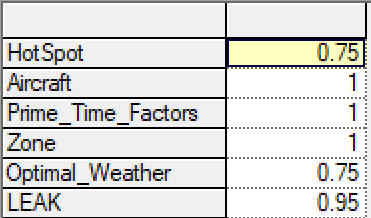 HotSpot 0.75
Aircraft 1
Prime_Time_Factors 1
Zone 1
Optimal_Weather 0.75
LEAK 0.95